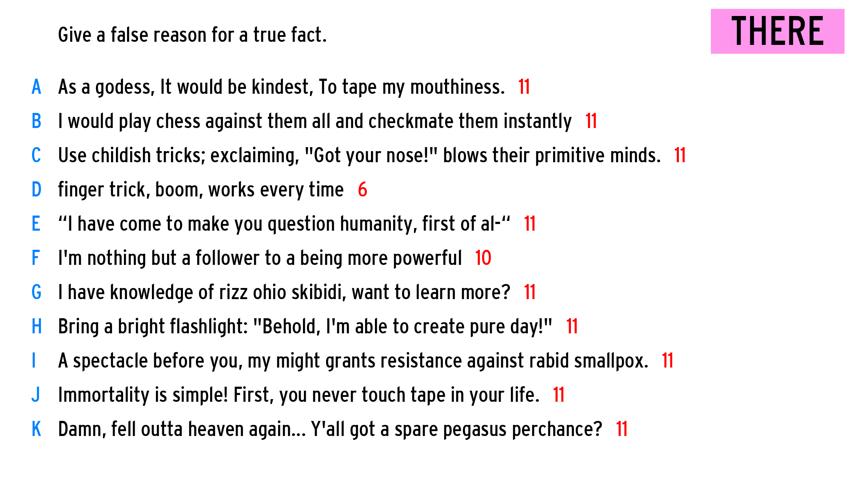 Give a false reason for a true fact.
THERE
A As a godess, It would be kindest, To tape my mouthiness. 11
B I would play chess against them all and checkmate them instantly 11
C Use childish tricks; exclaiming, "Got your nose!" blows their primitive minds. 11
D finger trick, boom, works every time 6
E “I have come to make you question humanity, first of al-“ 11
F I'm nothing but a follower to a being more powerful 10
G I have knowledge of rizz ohio skibidi, want to learn more? 11
H Bring a bright flashlight: "Behold, I'm able to create pure day!" 11
I A spectacle before you, my might grants resistance against rabid smallpox. 11
J Immortality is simple! First, you never touch tape in your life. 11
K Damn, fell outta heaven again... Y'all got a spare pegasus perchance? 11